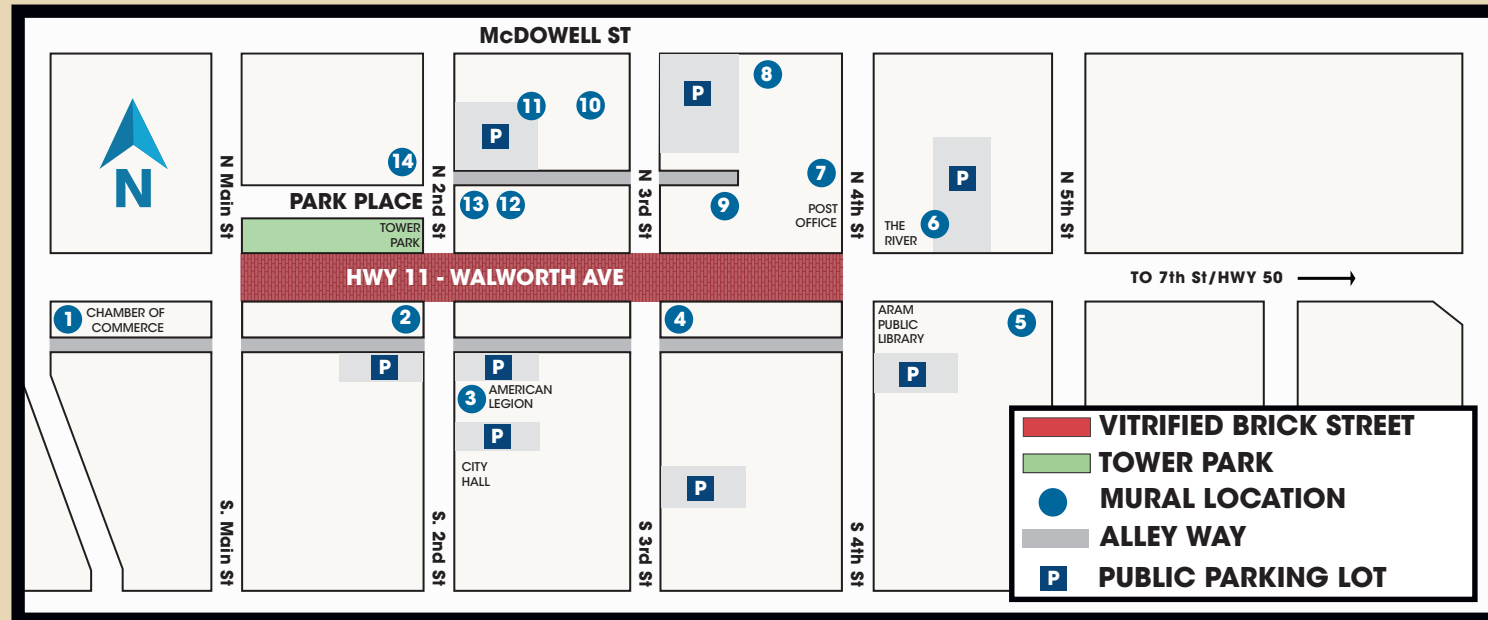 McDOWELL ST
8
P
11
10
P
14
N
N Main St
N 2nd St
N 3rd St
N 4th St
N 5th St
P
7
PARK PLACE
13
12
9
POST
OFFICE
TOWER
PARK
THE
RIVER
6
HWY 11 - WALWORTH AVE
TO 7th St/HWY 50
1
CHAMBER OF
COMMERCE
2
4
ARAM
PUBLIC
LIBRARY
5
P
P
P
3
AMERICAN
LEGION
P
CITY
HALL
P
S. Main St
S. 2nd St
S 3rd St
S 4th St
VITRIFIED BRICK STREET
TOWER PARK
MURAL LOCATION
ALLEY WAY
P
PUBLIC PARKING LOT